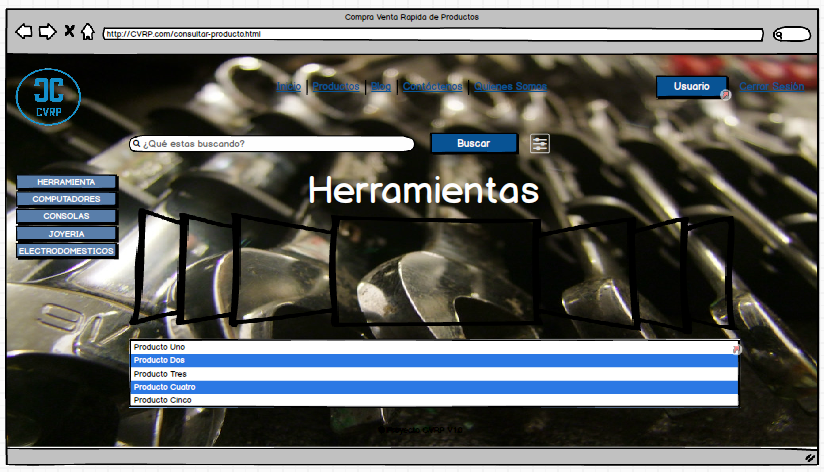 Compra Venta Rapida de Productos
http://CVRP.com/consultar-producto.html
CVRP
Inicio | Productos | Blog | Contáctenos | Quienes Somos
Usuario
Cerrar Sesión
¿Qué estas buscando?
Buscar
HERRAMIENTA
COMPUTADORES
CONSOLAS
JOYERIA
ELECTRODOMESTICOS
Herramientas
Producto Uno
Producto Dos
Producto Tres
Producto Cuatro
Producto Cinco